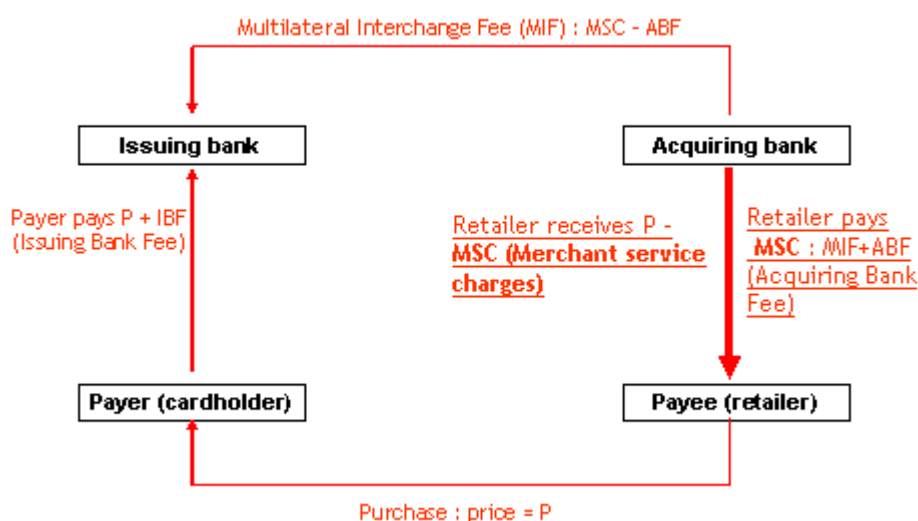 Multilateral Interchange Fee (MIF) : MSC - ABF
Issuing bank
Acquiring bank
Payer pays P + IBF
(Issuing Bank Fee)
Retailer receives P -
MSC (Merchant service
charges)
Retailer pays
MSC : MIF+ABF
(Acquiring Bank
Fee)
Payer (cardholder)
Payee (retailer)
Purchase : price = P